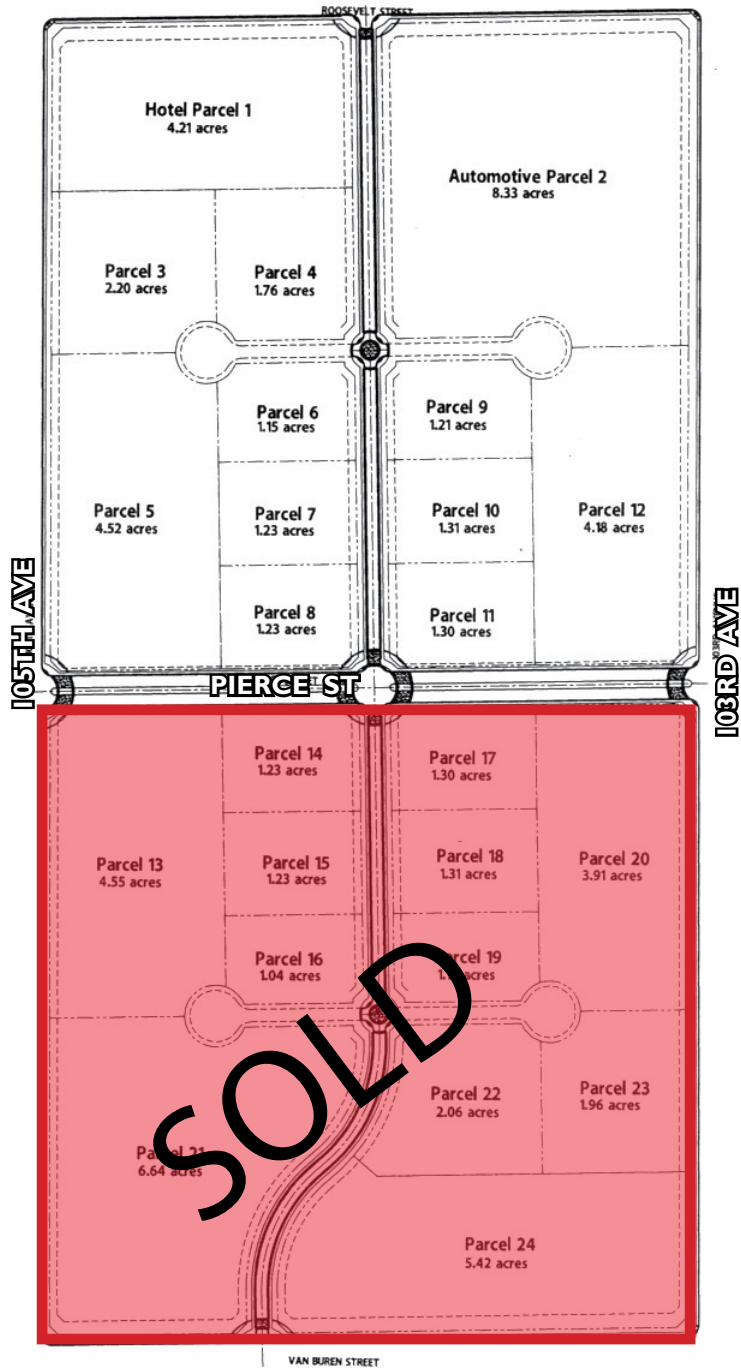 ROOSEVELT STREET
Hotel Parcel 1
4.21 acres
Automotive Parcel 2
8.33 acres
Parcel 3
2.20 acres
Parcel 4
1.76 acres
Parcel 5
4.52 acres
Parcel 6
1.15 acres
Parcel 7
1.23 acres
Parcel 8
1.23 acres
Parcel 9
1.21 acres
Parcel 10
1.31 acres
Parcel 11
1.30 acres
Parcel 12
4.18 acres
105TH AVE
103RD AVE
PIERCE ST
Parcel 13
4.55 acres
Parcel 14
1.23 acres
Parcel 15
1.23 acres
Parcel 16
1.04 acres
Parcel 17
1.30 acres
Parcel 18
1.31 acres
19
acres
Parcel 20
3.91 acres
SOLD
21
6.64 acres
Parcel 22
2.06 acres
Parcel 23
1.96 acres
Parcel 24
5.42 acres
VAN BUREN STREET